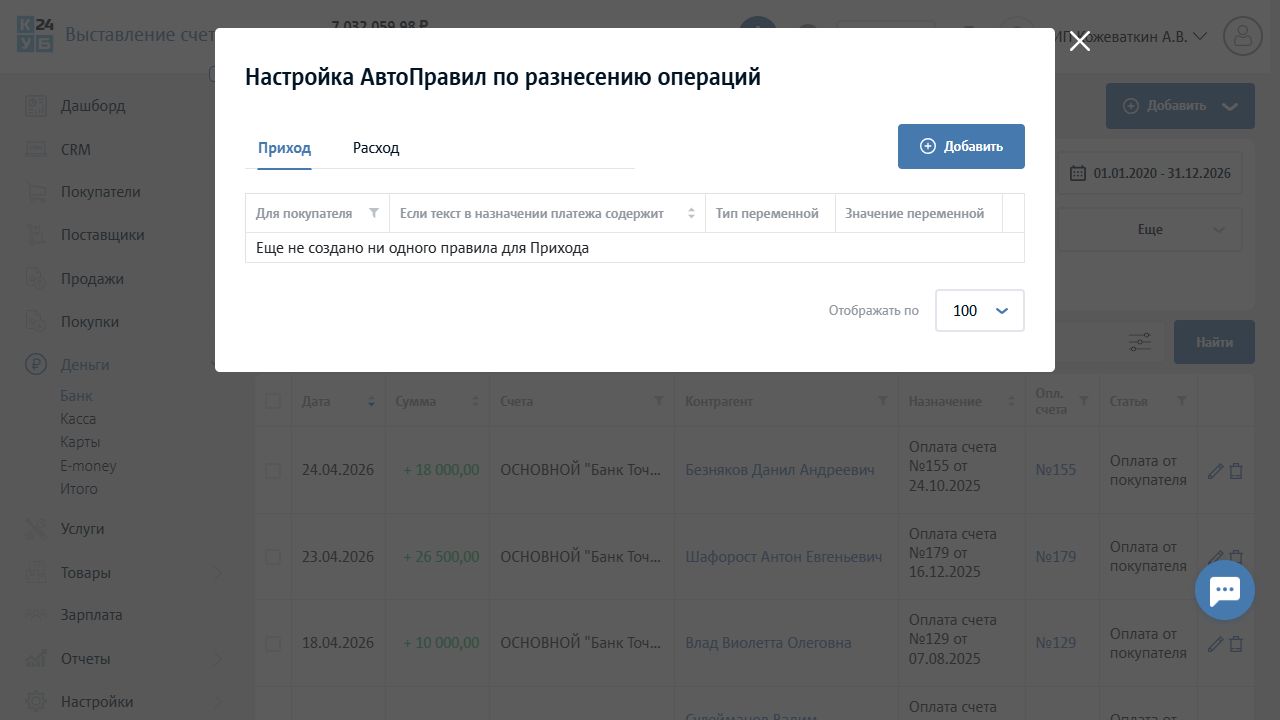 К 24
УБ
Выставление счет
7 032 059,98 ₽
ИП Кожеваткин А.В.
Настройка АвтоПравил по разнесению операций
Приход
Расход
Добавить
Для покупателя
Если текст в назначении платежа содержит
Тип переменной
Значение переменной
Еще не создано ни одного правила для Прихода
Отображать по
100
Дашборд
CRM
Покупатели
Поставщики
Продажи
Покупки
Деньги
Банк
Касса
Карты
E-money
Итого
Услуги
Товары
Зарплата
Отчеты
Настройки
Добавить
01.01.2020 - 31.12.2026
Еще
Найти
Дата
Сумма
Счета
Контрагент
Назначение
Опл.
счета
Статья
24.04.2026
+ 18 000,00
ОСНОВНОЙ "Банк Точ...
Безняков Данил Андреевич
Оплата счета
№155 от
24.10.2025
№155
Оплата от
покупателя
23.04.2026
+ 26 500,00
ОСНОВНОЙ "Банк Точ...
Шафорост Антон Евгеньевич
Оплата счета
№179 от
16.12.2025
№179
Оплата от
покупателя
18.04.2026
+ 10 000,00
ОСНОВНОЙ "Банк Точ...
Влад Виолетта Олеговна
Оплата счета
№129 от
07.08.2025
№129
Оплата от
покупателя
Сулейманов Вадим
Оплата счета